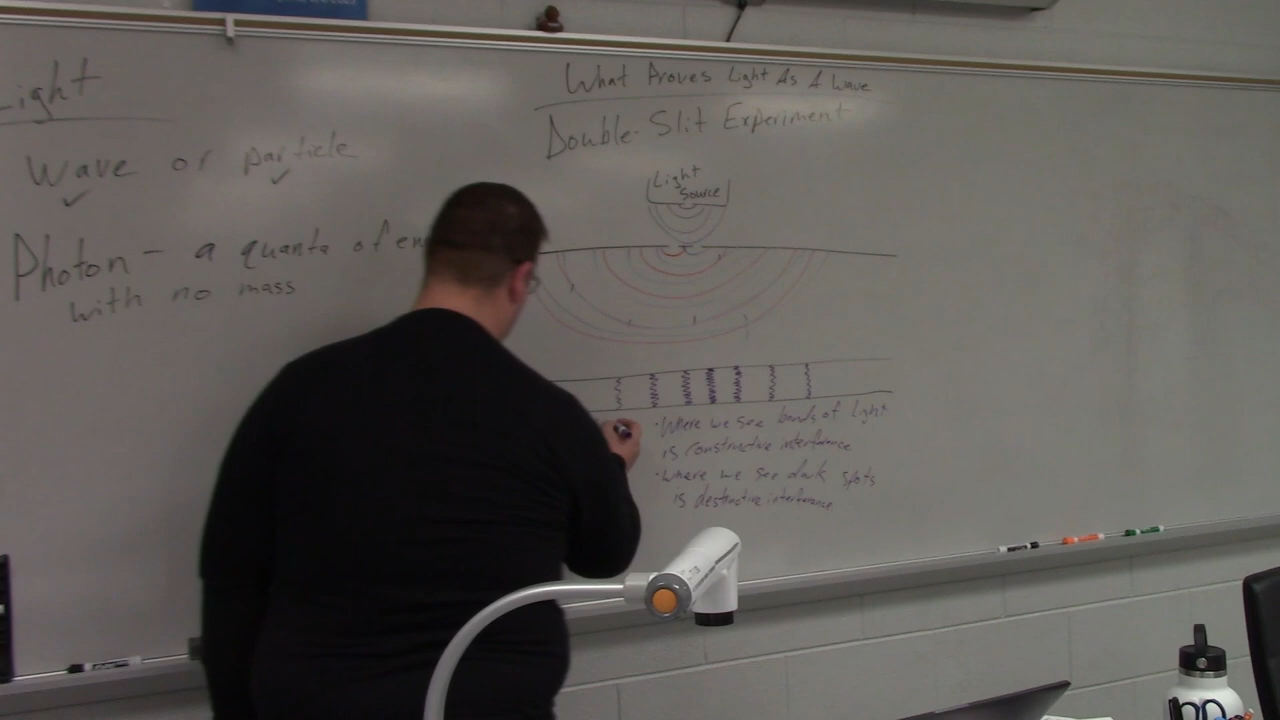 Light
Wave or particle
Photon - a quanta of en
with no mass
What Proves Light As A Wave
Double-Slit Experiment
Light
Source
·Where we see bands of Light
is constructive interference
·Where we see dark spots
is destructive interference